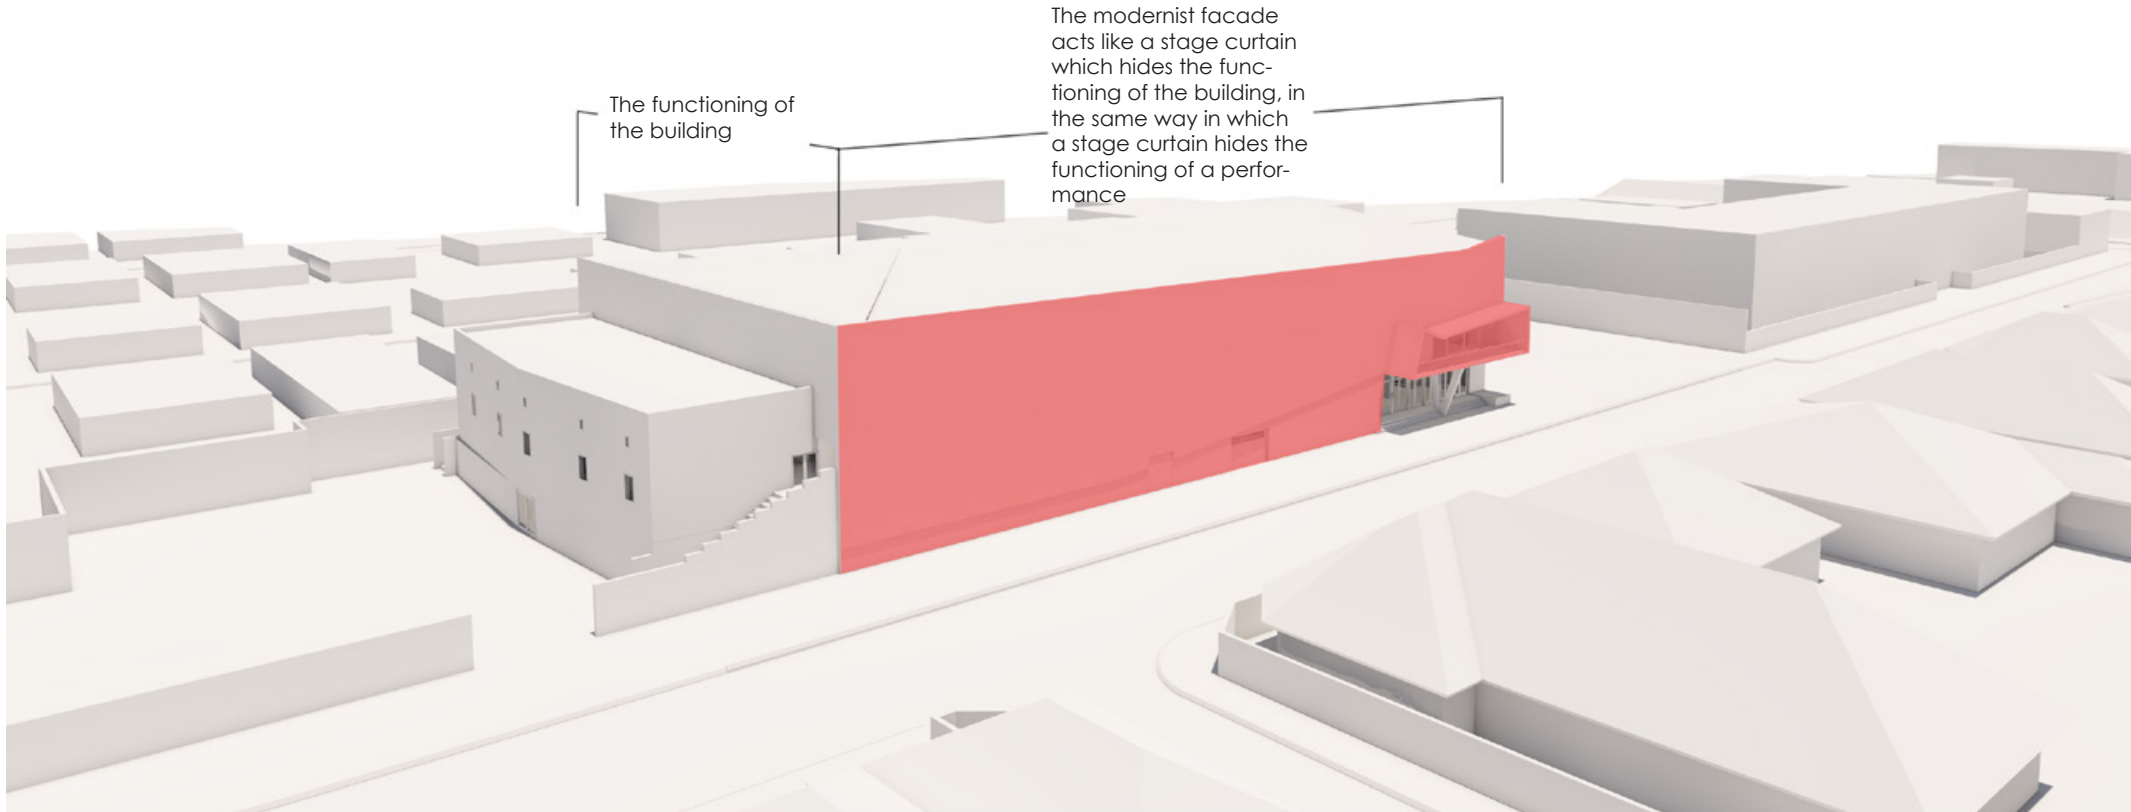 The functioning of
the building
The modernist facade
acts like a stage curtain
which hides the func-
tioning of the building, in
the same way in which
a stage curtain hides the
functioning of a perfor-
mance